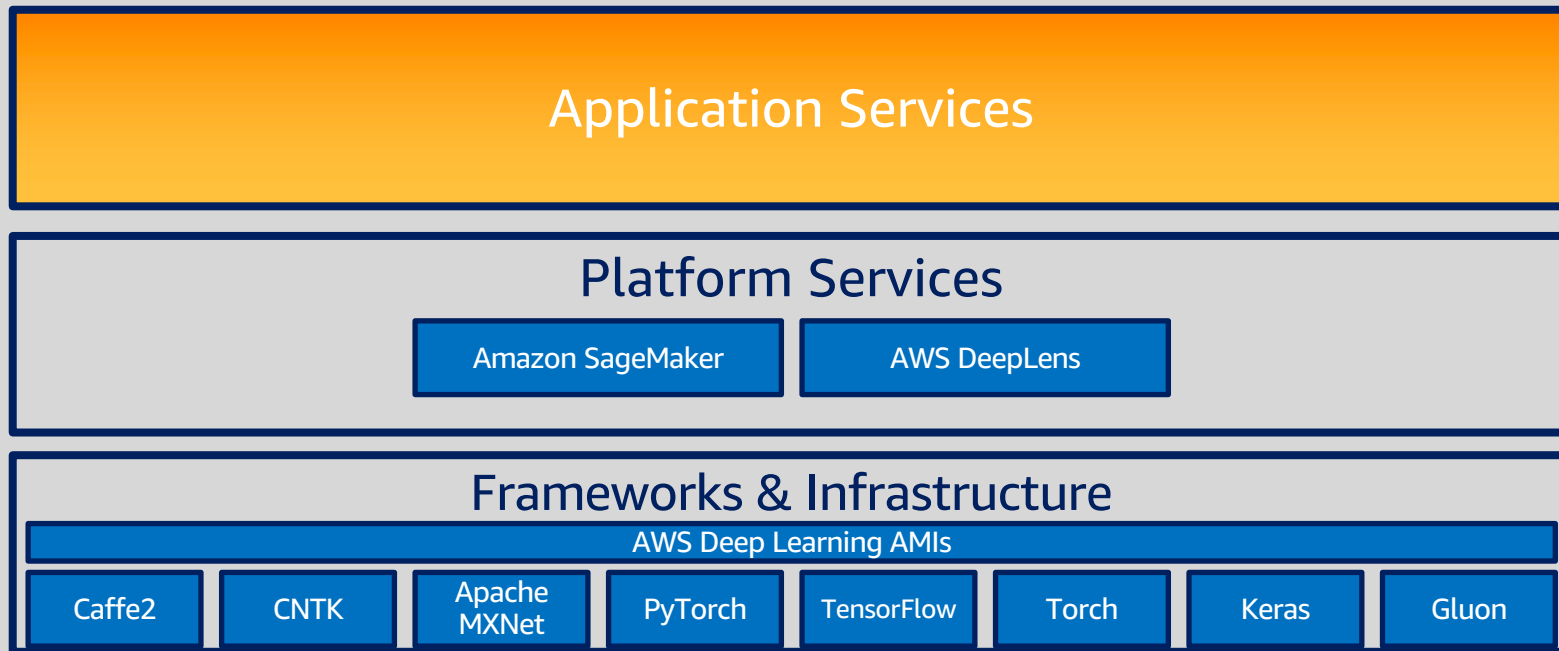 Application Services
Platform Services
Amazon SageMaker
AWS DeepLens
Frameworks & Infrastructure
AWS Deep Learning AMIs
Caffe2
CNTK
Apache
MXNet
PyTorch
TensorFlow
Torch
Keras
Gluon